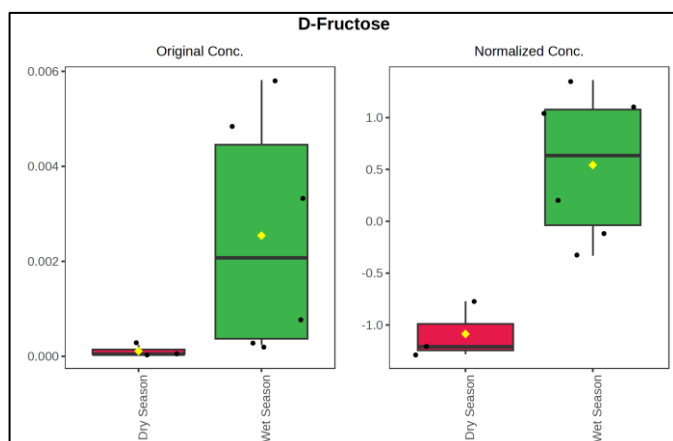 D-Fructose
Original Conc.
Normalized Conc.
0.006
0.004
0.002
0.000
1.0
0.5
0.0
-0.5
-1.0
Dry Season
Wet Season
Dry Season
Wet Season